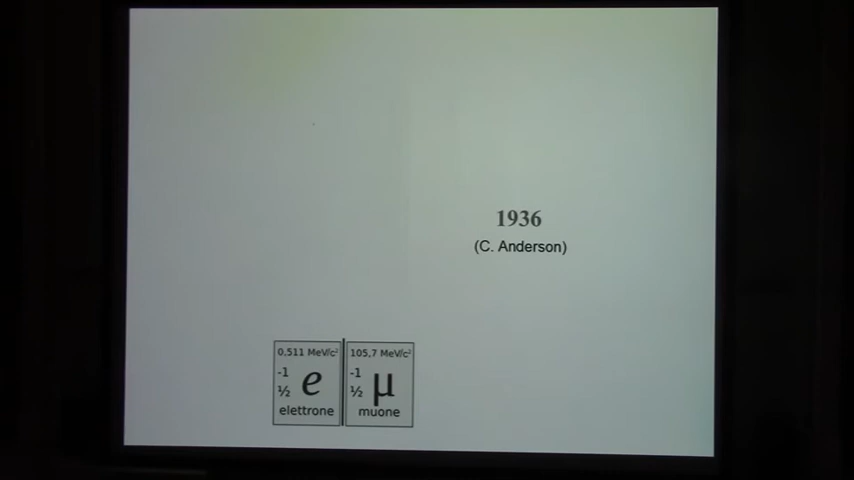 1936
(C. Anderson)
0,511 MeV/c²
-1
½
e
elettrone
105,7 MeV/c²
-1
½
μ
muone